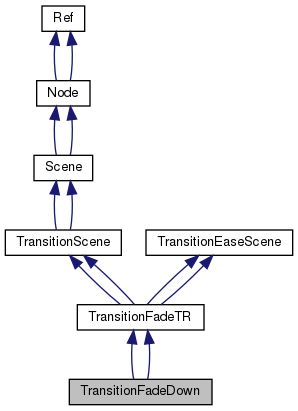 Ref
Node
Scene
TransitionScene
TransitionEaseScene
TransitionFadeTR
TransitionFadeDown